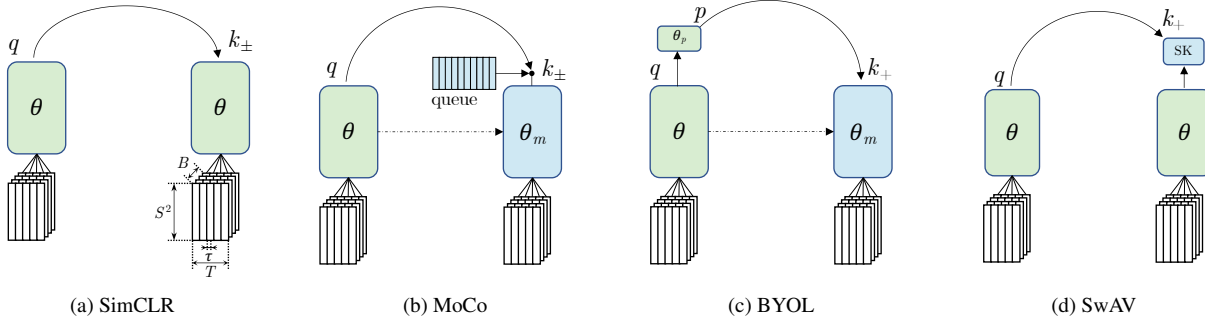 q
k±
θ
θ
B
S²
τ
T
(a) SimCLR
q
k±
queue
θ
θₘ
(b) MoCo
p
θₚ
q
k₊
θ
θₘ
(c) BYOL
k₊
SK
q
θ
θ
(d) SwAV